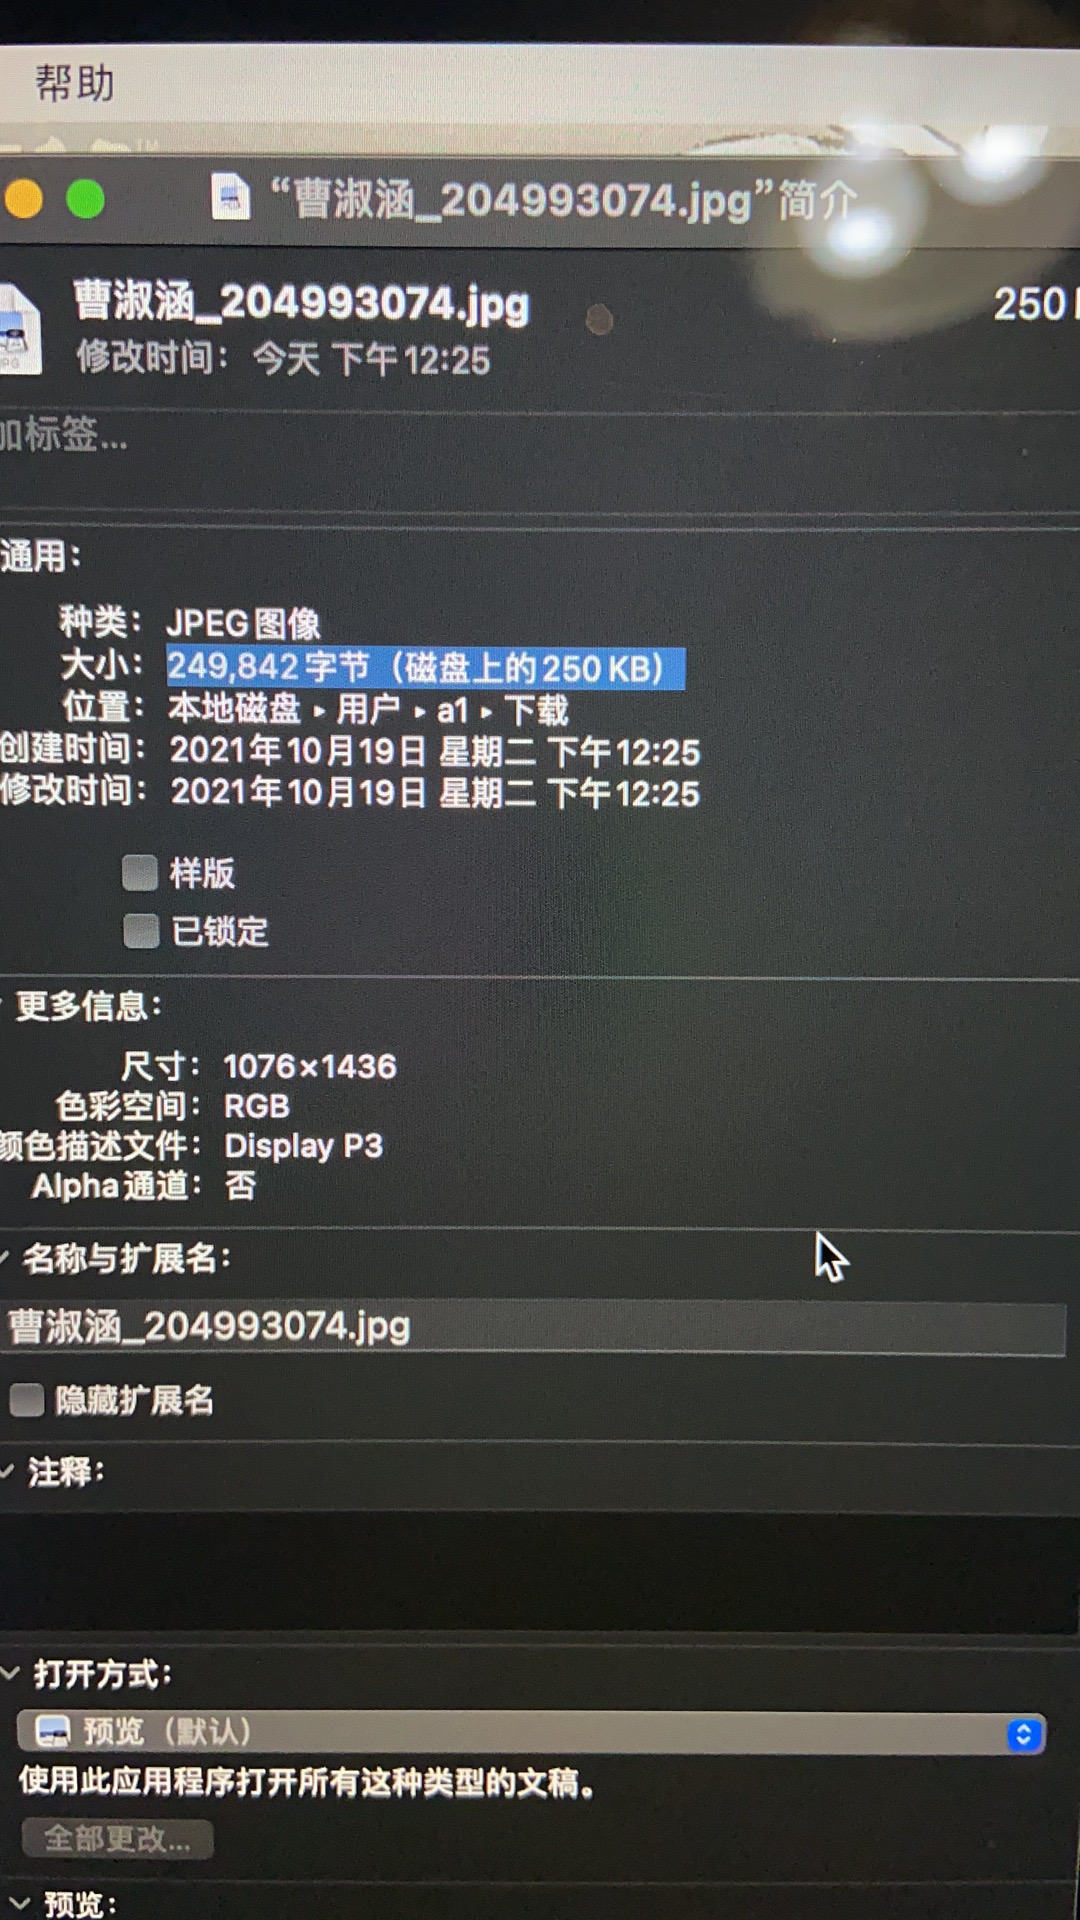 帮助
“曹淑涵_204993074.jpg”简介
曹淑涵_204993074.jpg
250
修改时间：今天 下午12:25
加标签...
通用：
种类：JPEG图像
大小：249,842字节（磁盘上的250 KB）
位置：本地磁盘 ▸ 用户 ▸ a1 ▸ 下载
创建时间：2021年10月19日 星期二 下午12:25
修改时间：2021年10月19日 星期二 下午12:25
样版
已锁定
更多信息：
尺寸：1076×1436
色彩空间：RGB
颜色描述文件：Display P3
Alpha通道：否
名称与扩展名：
曹淑涵_204993074.jpg
隐藏扩展名
注释：
打开方式：
预览（默认）
使用此应用程序打开所有这种类型的文稿。
全部更改...
预览：